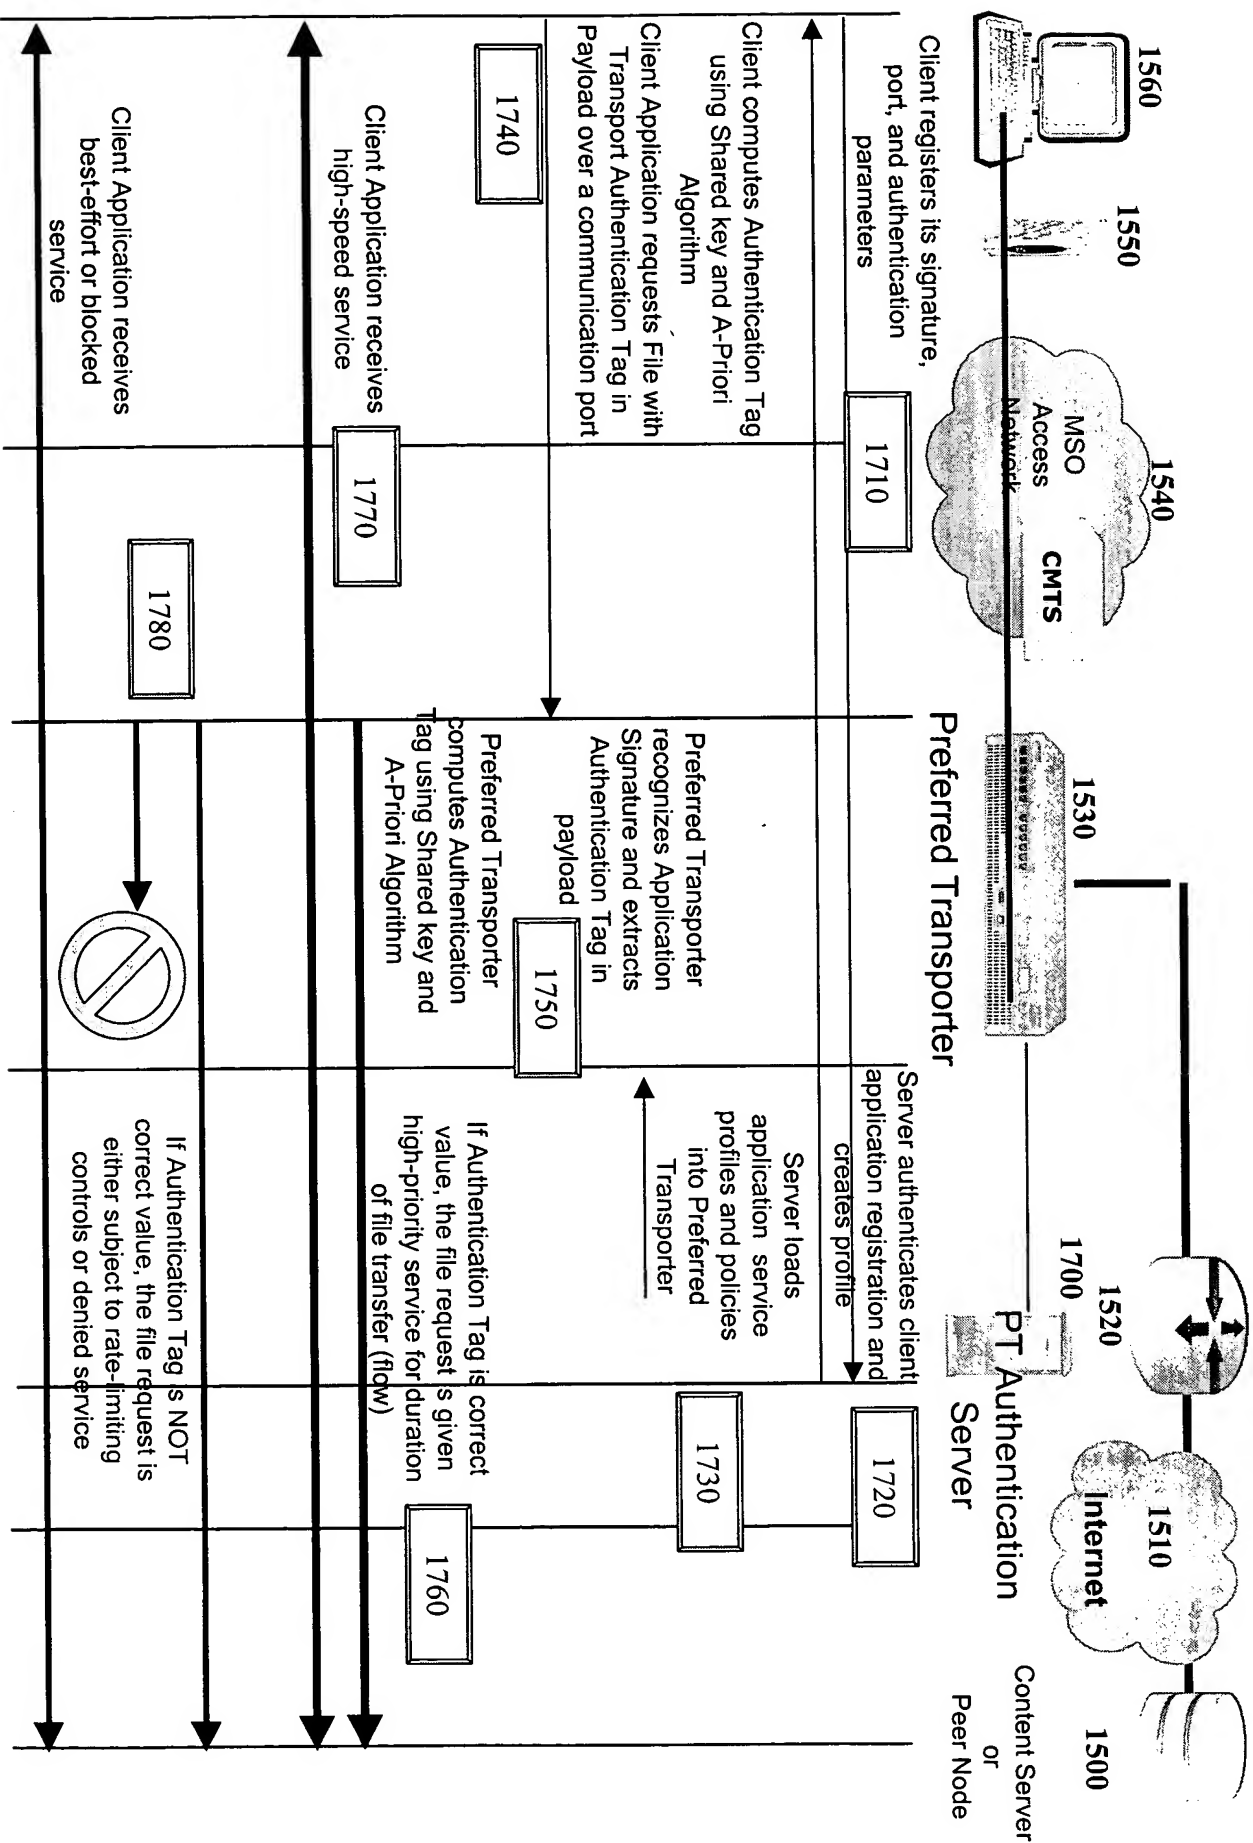 1560
1550
1540
MSO
Access
Network
CMTS
1530
Preferred Transporter
1520
1700
PT Authentication
Server
1510
Internet
1500
Content Server
or
Peer Node
Client registers its signature,
port, and authentication
parameters
1710
Server authenticates client
application registration and
creates profile
1720
Client computes Authentication Tag
using Shared key and A-Priori
Algorithm
Server loads
application service
profiles and policies
into Preferred
Transporter
1730
Client Application requests File with
Transport Authentication Tag in
Payload over a communication port
1740
Preferred Transporter
recognizes Application
Signature and extracts
Authentication Tag in
payload
1750
Preferred Transporter
computes Authentication
Tag using Shared key and
A-Priori Algorithm
If Authentication Tag is correct
value, the file request is given
high-priority service for duration
of file transfer (flow)
1760
Client Application receives
high-speed service
1770
If Authentication Tag is NOT
correct value, the file request is
either subject to rate-limiting
controls or denied service
1780
Client Application receives
best-effort or blocked
service